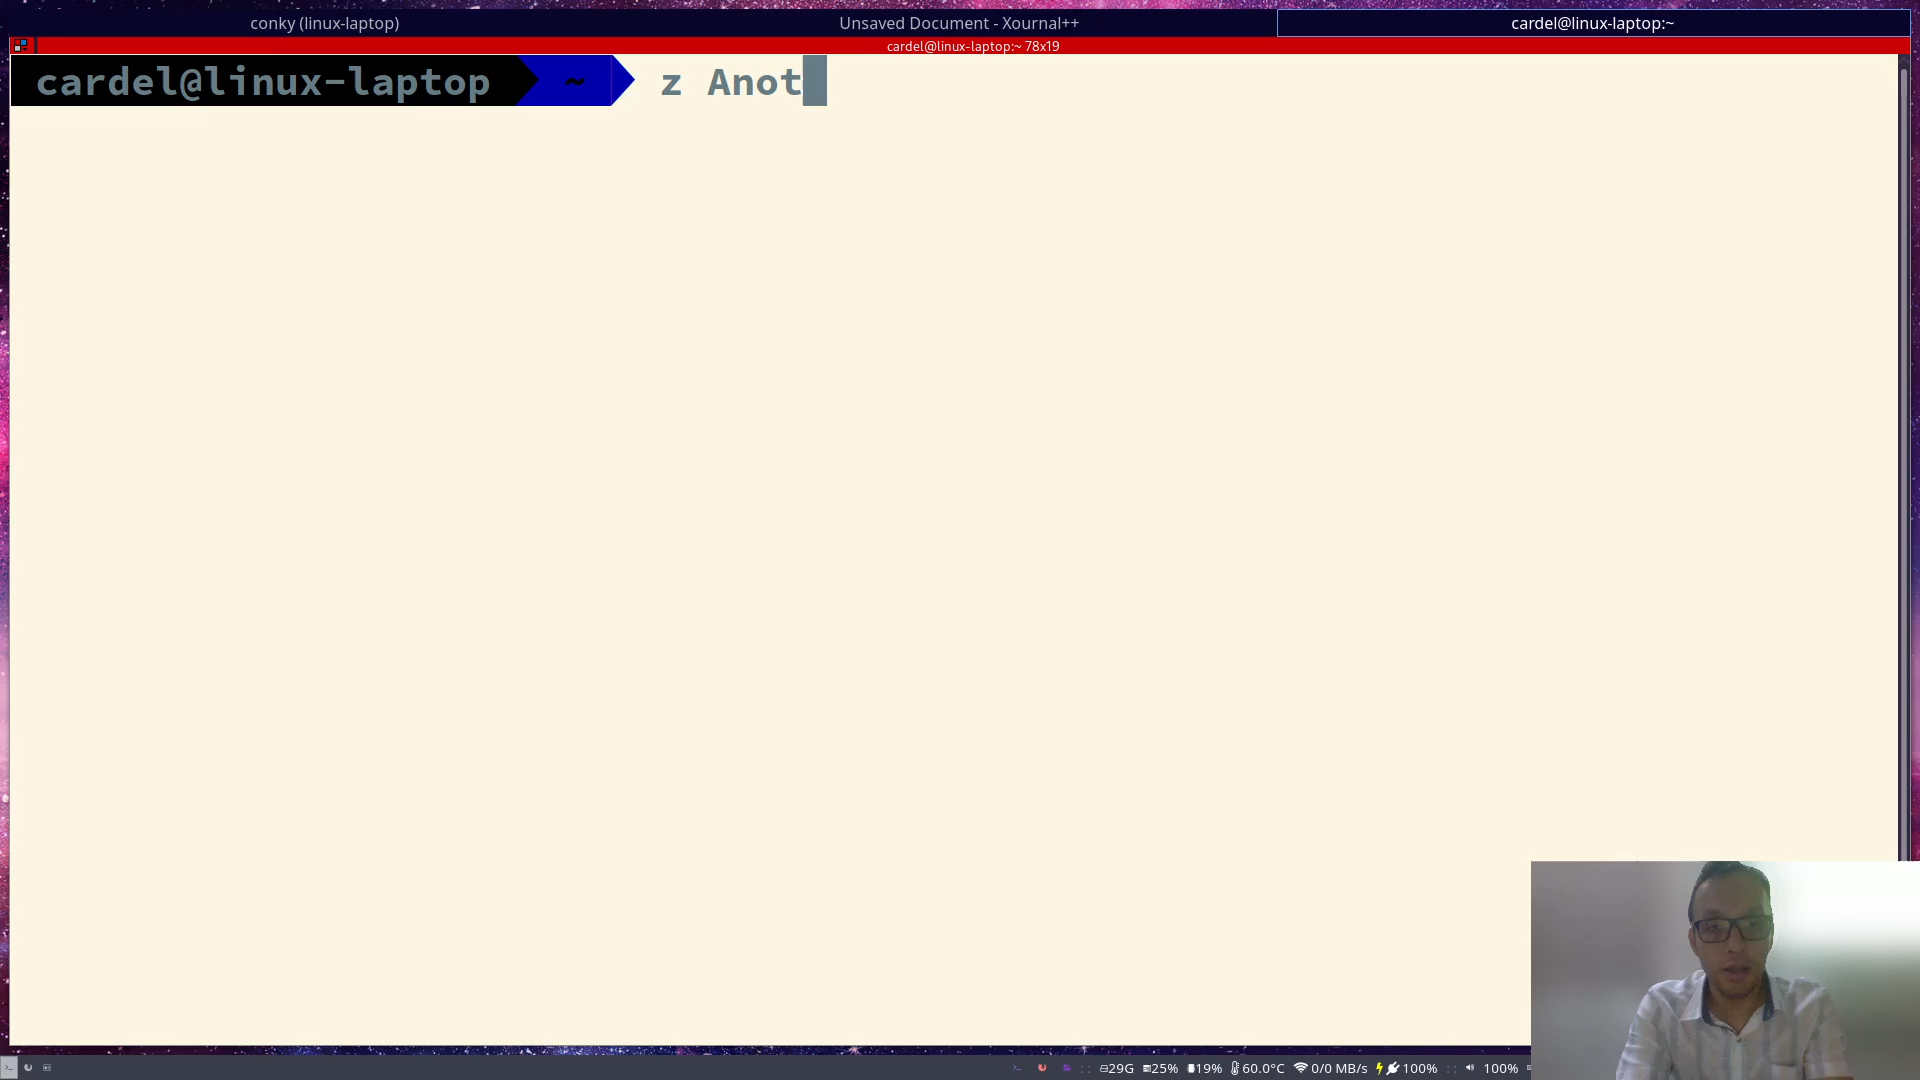 conky (linux-laptop) Unsaved Document - Xournal++ cardel@linux-laptop:~
cardel@linux-laptop:~ 78x19
cardel@linux-laptop ~ z Anot
29G 25% 19% 60.0°C 0/0 MB/s 100% :: 100%